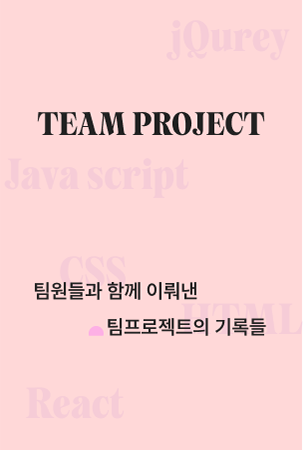 jQurey
TEAM PROJECT
Java script
CSS
팀원들과 함께 이뤄낸
HTML
팀프로젝트의 기록들
React